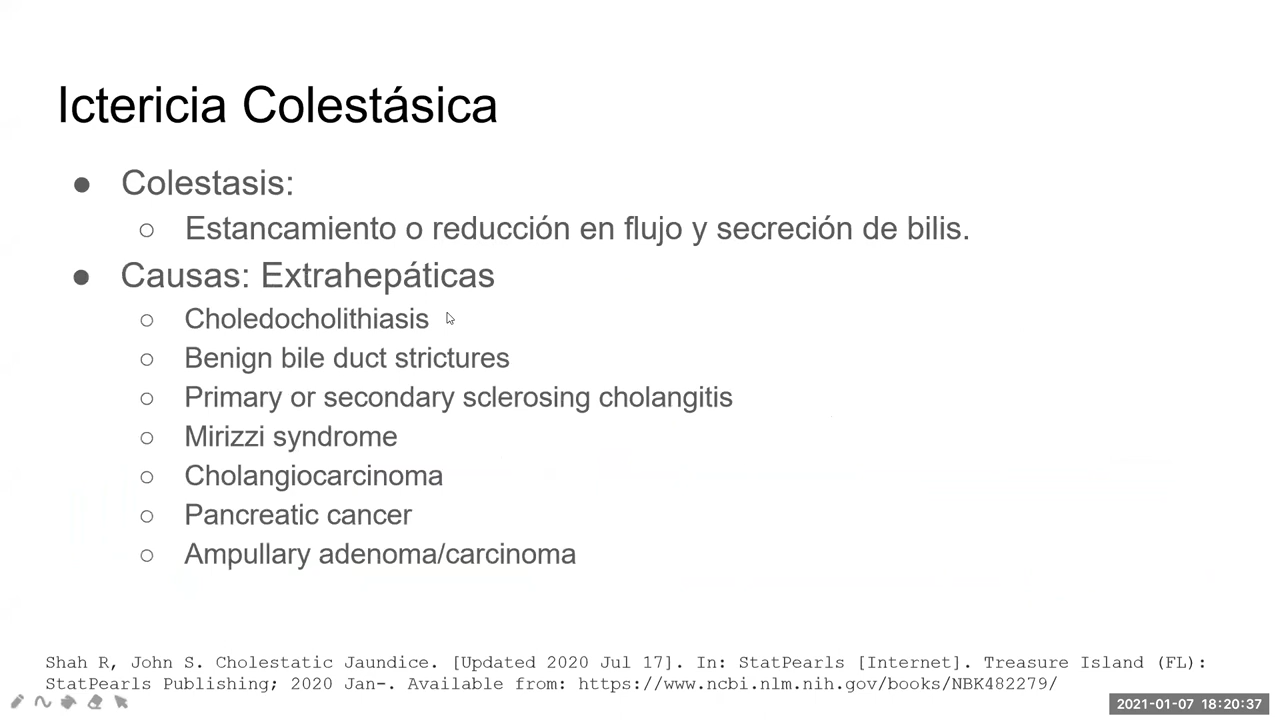 Ictericia Colestásica
● Colestasis:
○ Estancamiento o reducción en flujo y secreción de bilis.
● Causas: Extrahepáticas
○ Choledocholithiasis
○ Benign bile duct strictures
○ Primary or secondary sclerosing cholangitis
○ Mirizzi syndrome
○ Cholangiocarcinoma
○ Pancreatic cancer
○ Ampullary adenoma/carcinoma
Shah R, John S. Cholestatic Jaundice. [Updated 2020 Jul 17]. In: StatPearls [Internet]. Treasure Island (FL):
StatPearls Publishing; 2020 Jan-. Available from: https://www.ncbi.nlm.nih.gov/books/NBK482279/
2021-01-07 18:20:37